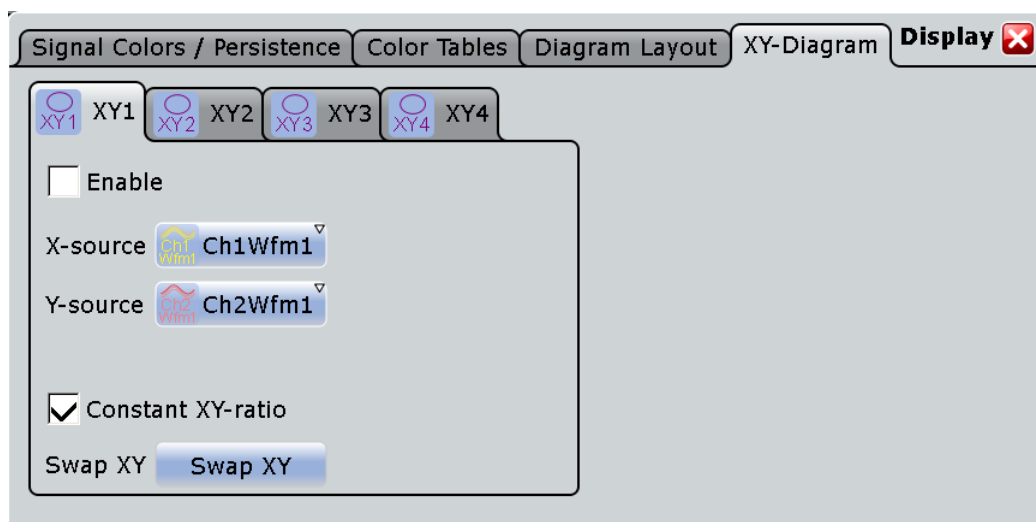 Signal Colors / Persistence Color Tables Diagram Layout XY-Diagram Display
XY1 XY1 XY2 XY2 XY3 XY3 XY4 XY4
Enable
X-source Ch1 Wfm1 Ch1Wfm1
Y-source Ch2 Wfm1 Ch2Wfm1
Constant XY-ratio
Swap XY Swap XY